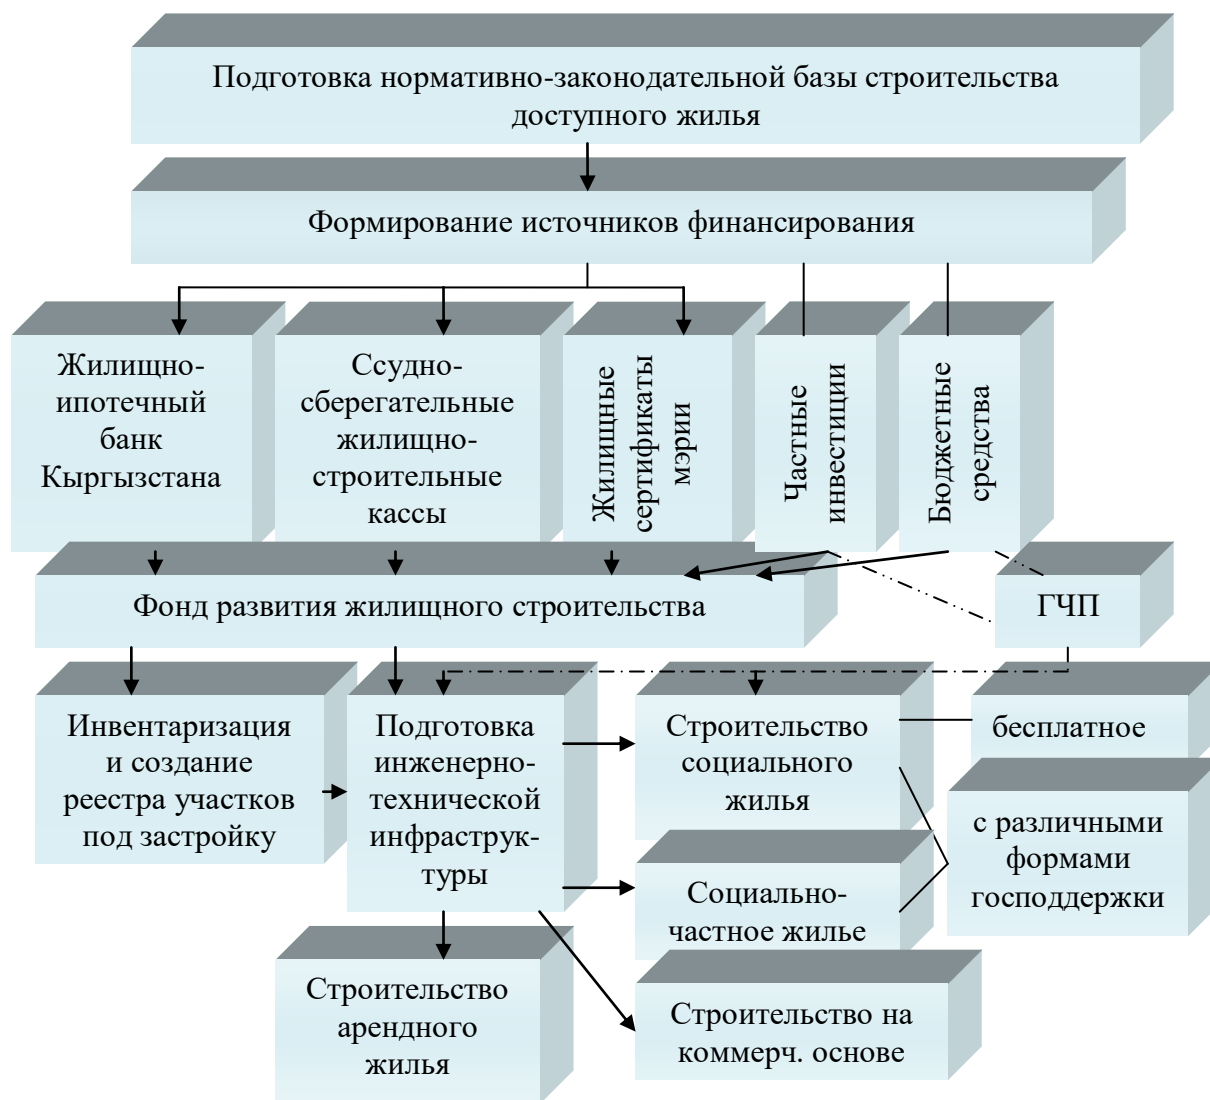 Подготовка нормативно-законодательной базы строительства
доступного жилья
Формирование источников финансирования
Жилищно-
ипотечный
банк
Кыргызстана
Ссудно-
сберегательные
жилищно-
строительные
кассы
Жилищные
сертификаты
мэрии
Частные
инвестиции
Бюджетные
средства
Фонд развития жилищного строительства
ГЧП
Инвентаризация
и создание
реестра участков
под застройку
Подготовка
инженерно-
технической
инфраструк-
туры
Строительство
социального
жилья
бесплатное
с различными
формами
господдержки
Социально-
частное жилье
Строительство
арендного
жилья
Строительство на
коммерч. основе